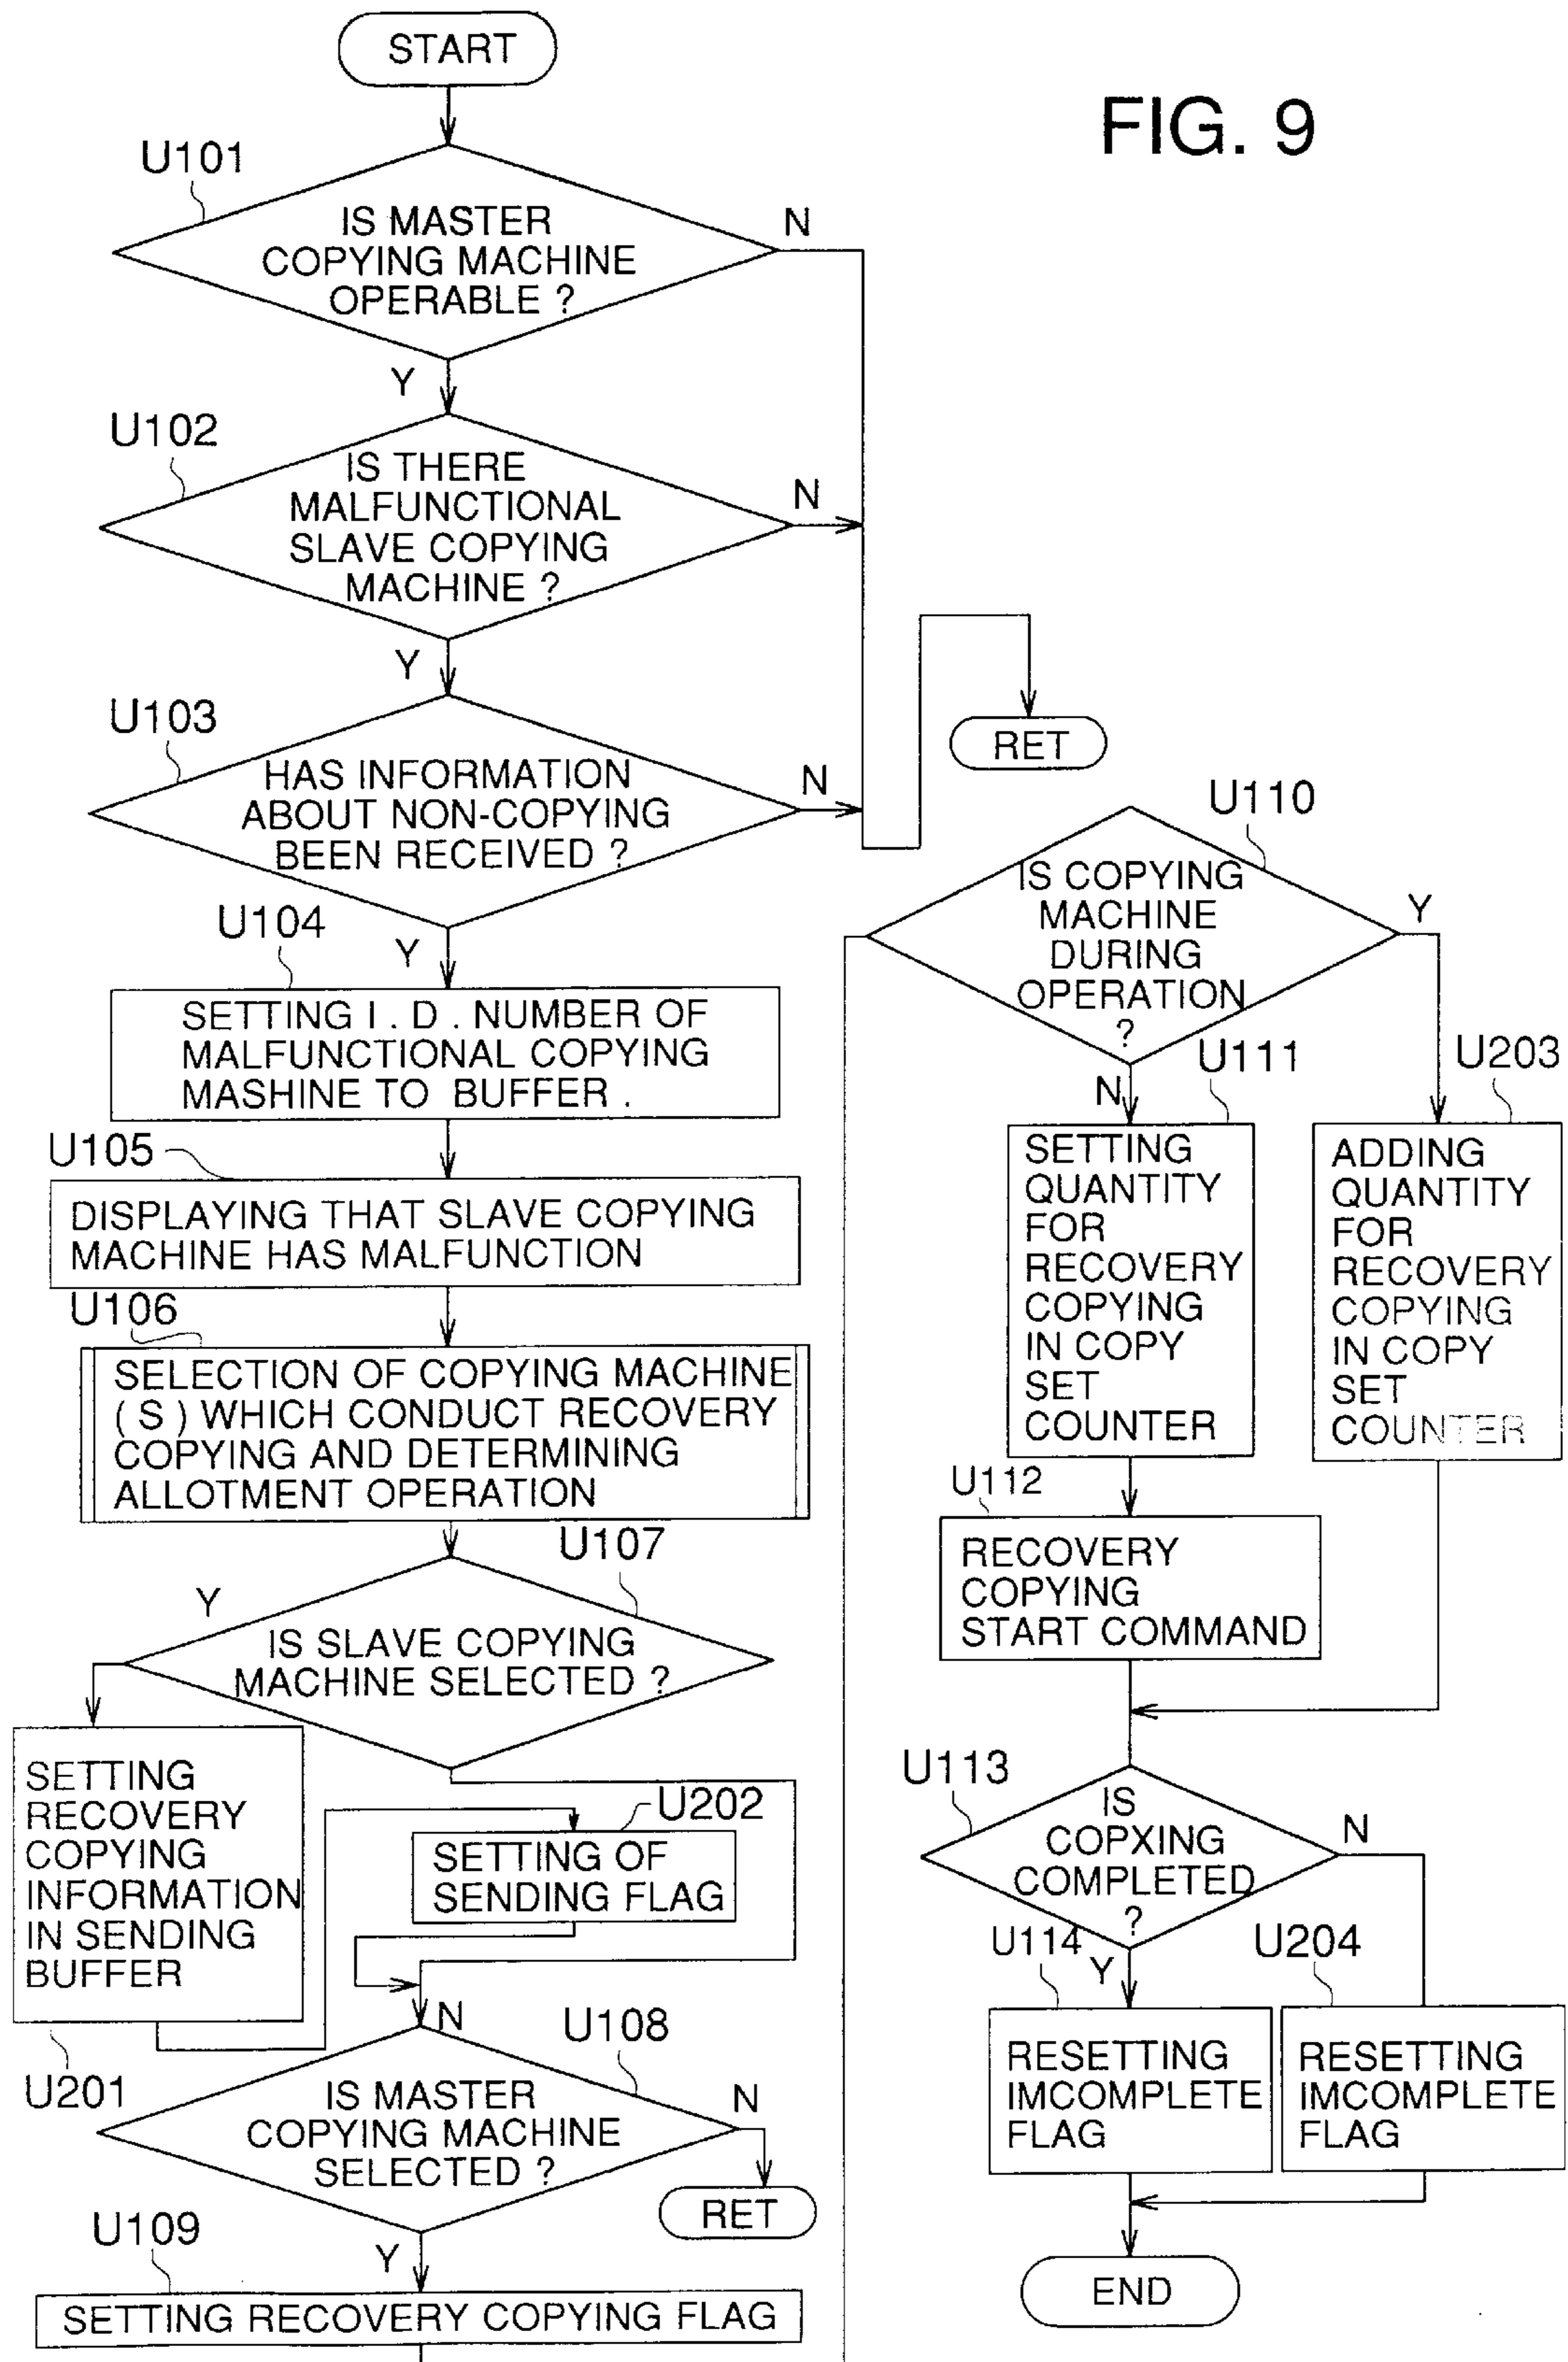 FIG. 9
START
U101
IS MASTER
COPYING MACHINE
OPERABLE ?
N
Y
U102
IS THERE
MALFUNCTIONAL
SLAVE COPYING
MACHINE ?
N
Y
RET
U103
HAS INFORMATION
ABOUT NON-COPYING
BEEN RECEIVED ?
N
Y
U104
SETTING I . D . NUMBER OF
MALFUNCTIONAL COPYING
MASHINE TO BUFFER .
U105
DISPLAYING THAT SLAVE COPYING
MACHINE HAS MALFUNCTION
U106
SELECTION OF COPYING MACHINE
( S ) WHICH CONDUCT RECOVERY
COPYING AND DETERMINING
ALLOTMENT OPERATION
U107
Y
IS SLAVE COPYING
MACHINE SELECTED ?
SETTING
RECOVERY
COPYING
INFORMATION
IN SENDING
BUFFER
U201
U202
SETTING OF
SENDING FLAG
N
U108
IS MASTER
COPYING MACHINE
SELECTED ?
N
RET
Y
U109
SETTING RECOVERY COPYING FLAG
U110
IS COPYING
MACHINE
DURING
OPERATION
?
Y
N
U111
SETTING
QUANTITY
FOR
RECOVERY
COPYING
IN COPY
SET
COUNTER
U203
ADDING
QUANTITY
FOR
RECOVERY
COPYING
IN COPY
SET
COUNTER
U112
RECOVERY
COPYING
START COMMAND
U113
IS
COPXING
COMPLETED
?
N
Y
U114
RESETTING
IMCOMPLETE
FLAG
U204
RESETTING
IMCOMPLETE
FLAG
END